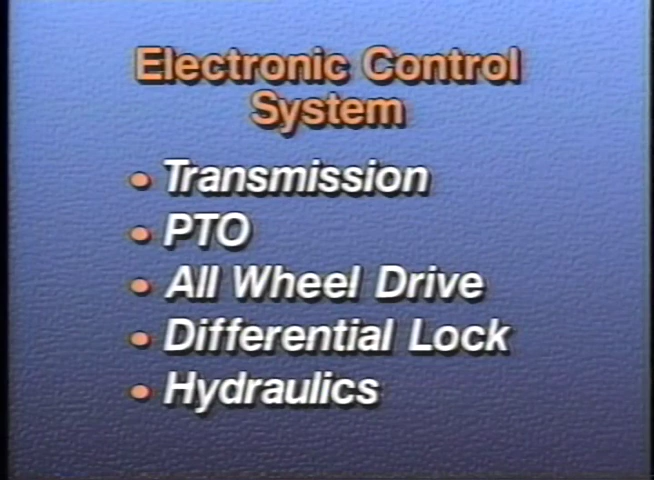 Electronic Control
System
• Transmission
• PTO
• All Wheel Drive
• Differential Lock
• Hydraulics